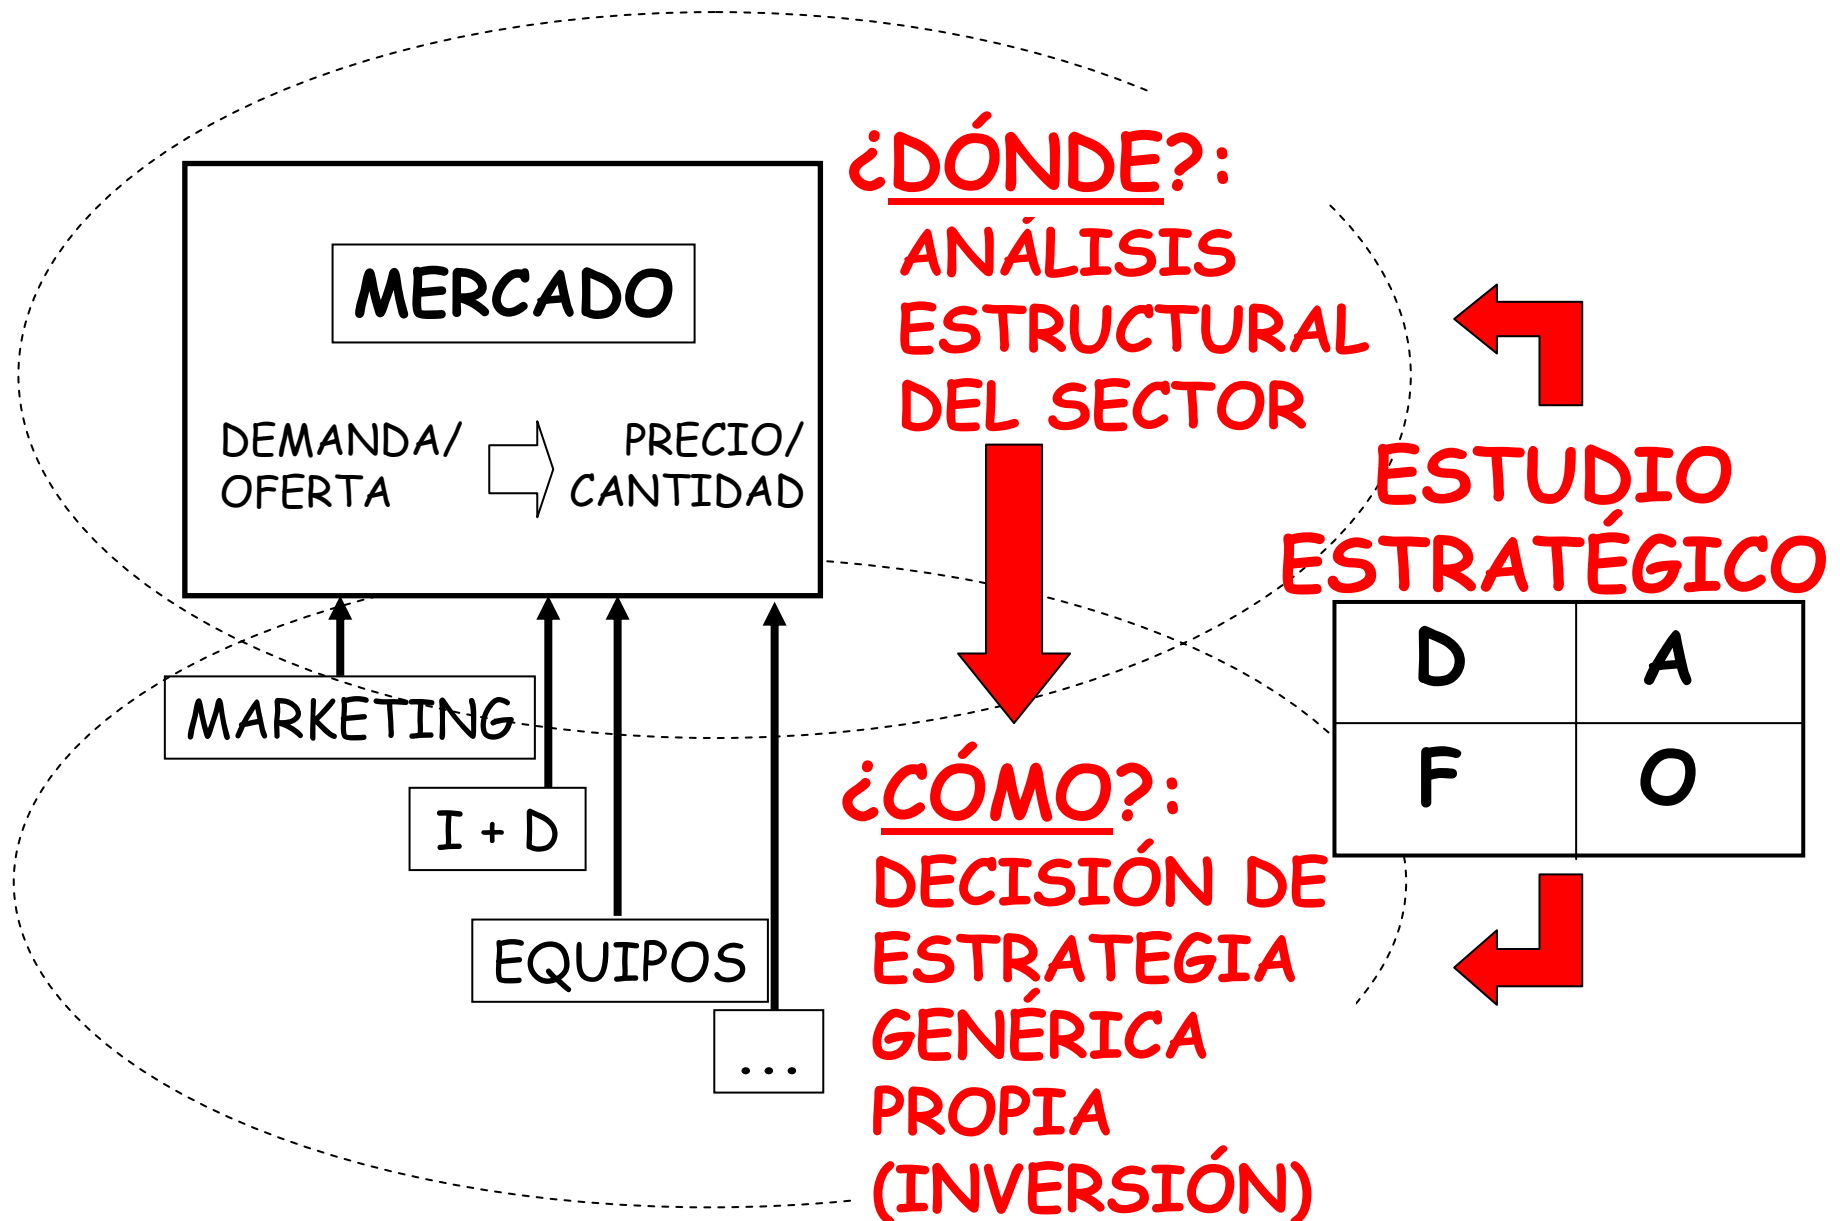 MERCADO
DEMANDA/
OFERTA
PRECIO/
CANTIDAD
MARKETING
I + D
EQUIPOS
...
¿DÓNDE?:
ANÁLISIS
ESTRUCTURAL
DEL SECTOR
¿CÓMO?:
DECISIÓN DE
ESTRATEGIA
GENÉRICA
PROPIA
(INVERSIÓN)
ESTUDIO
ESTRATÉGICO
D A
F O